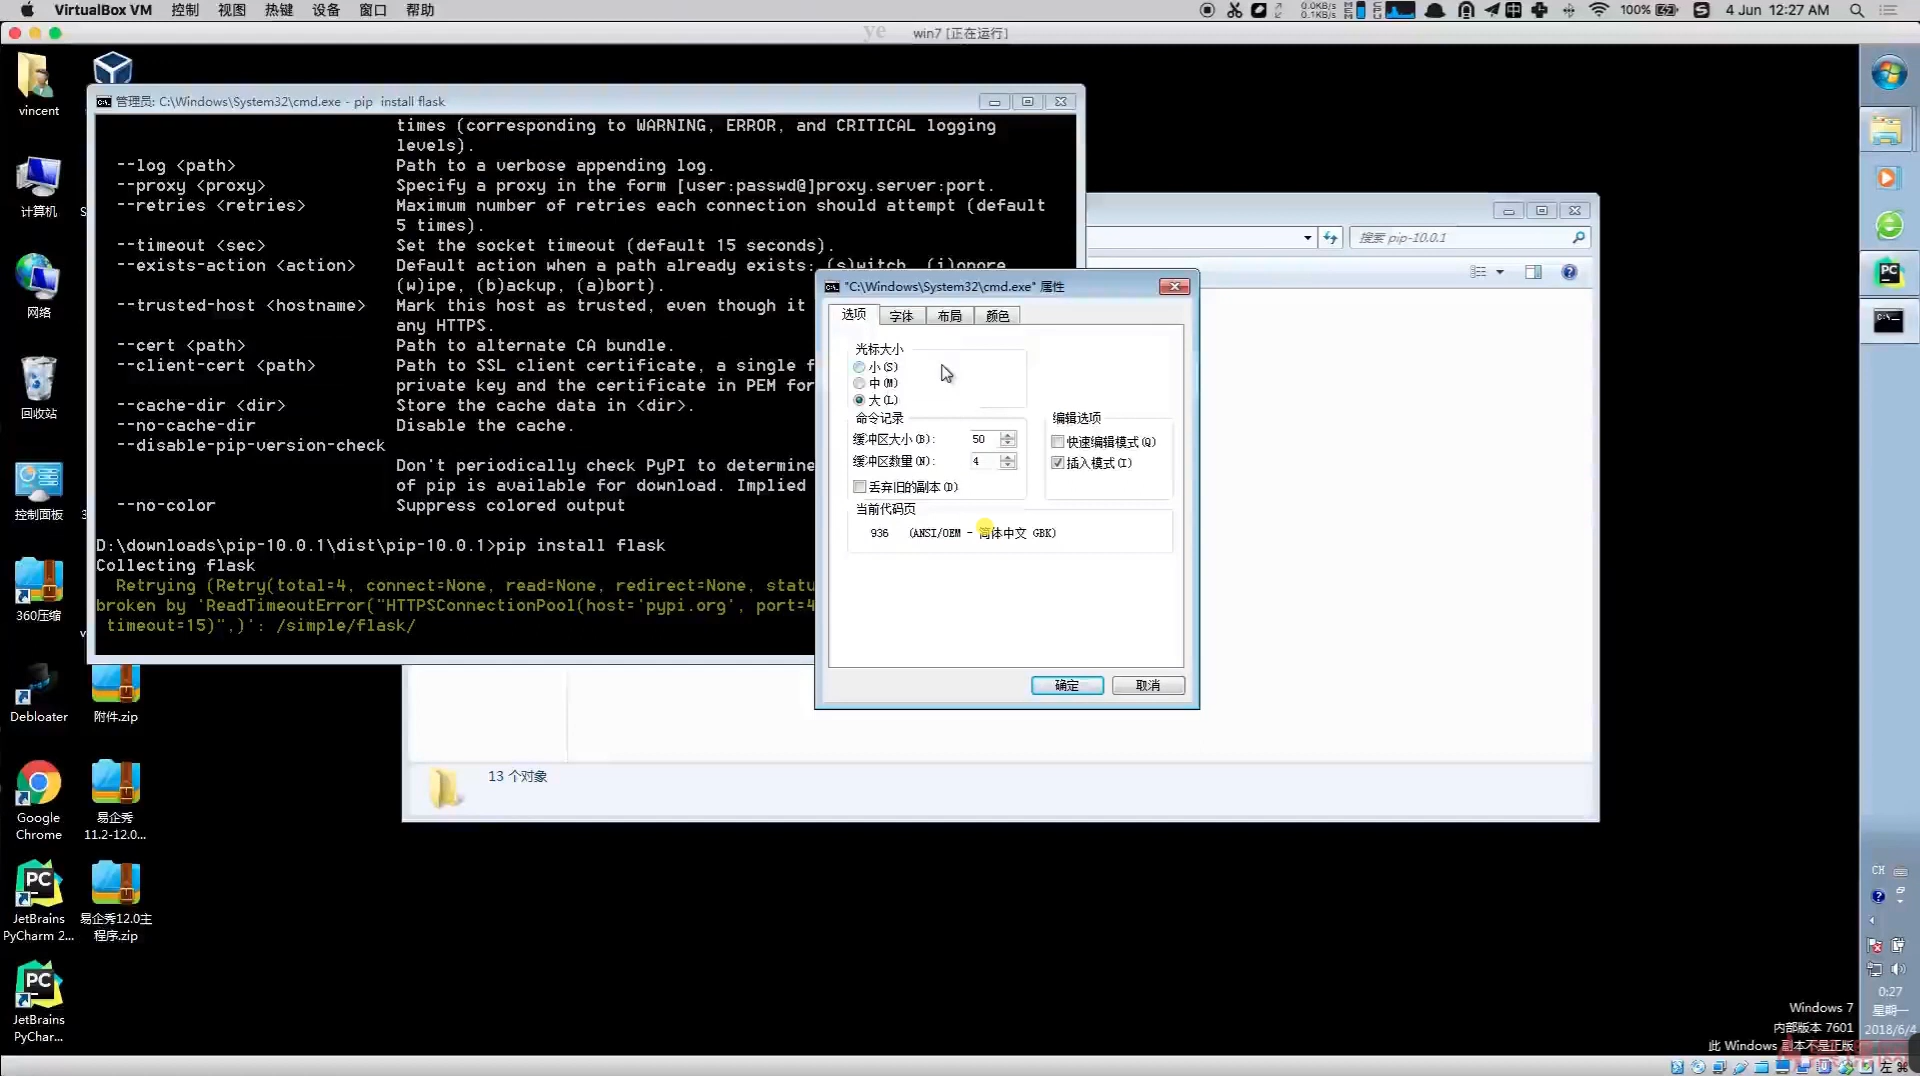 VirtualBox VM 控制 视图 热键 设备 窗口 帮助
0.0KB/s
0.1KB/s
100%
4 Jun 12:27 AM
win7 [正在运行]
vincent
计算机
网络
回收站
控制面板
360压缩
Debloater
附件.zip
Google
Chrome
易企秀
11.2-12.0...
JetBrains
PyCharm 2...
易企秀12.0主
程序.zip
JetBrains
PyChar...
管理员: C:\Windows\System32\cmd.exe - pip install flask
times (corresponding to WARNING, ERROR, and CRITICAL logging
levels).
--log <path> Path to a verbose appending log.
--proxy <proxy> Specify a proxy in the form [user:passwd@]proxy.server:port.
--retries <retries> Maximum number of retries each connection should attempt (default
5 times).
--timeout <sec> Set the socket timeout (default 15 seconds).
--exists-action <action> Default action when a path already exists: (s)witch, (i)gnore,
(w)ipe, (b)ackup, (a)bort).
--trusted-host <hostname> Mark this host as trusted, even though it
any HTTPS.
--cert <path> Path to alternate CA bundle.
--client-cert <path> Path to SSL client certificate, a single f
private key and the certificate in PEM for
--cache-dir <dir> Store the cache data in <dir>.
--no-cache-dir Disable the cache.
--disable-pip-version-check
Don't periodically check PyPI to determine
of pip is available for download. Implied
--no-color Suppress colored output
D:\downloads\pip-10.0.1\dist\pip-10.0.1>pip install flask
Collecting flask
Retrying (Retry(total=4, connect=None, read=None, redirect=None, statu
broken by 'ReadTimeoutError("HTTPSConnectionPool(host='pypi.org', port=4
timeout=15)",)': /simple/flask/
搜索 pip-10.0.1
13 个对象
"C:\Windows\System32\cmd.exe" 属性
选项 字体 布局 颜色
光标大小
小(S)
中(M)
大(L)
命令记录
缓冲区大小(B): 50
缓冲区数量(N): 4
丢弃旧的副本(D)
编辑选项
快速编辑模式(Q)
插入模式(I)
当前代码页
936 (ANSI/OEM - 简体中文 GBK)
确定 取消
CH
0:27
星期一
2018/6/4
Windows 7
内部版本 7601
此 Windows 副本不是正版
左 ⌘